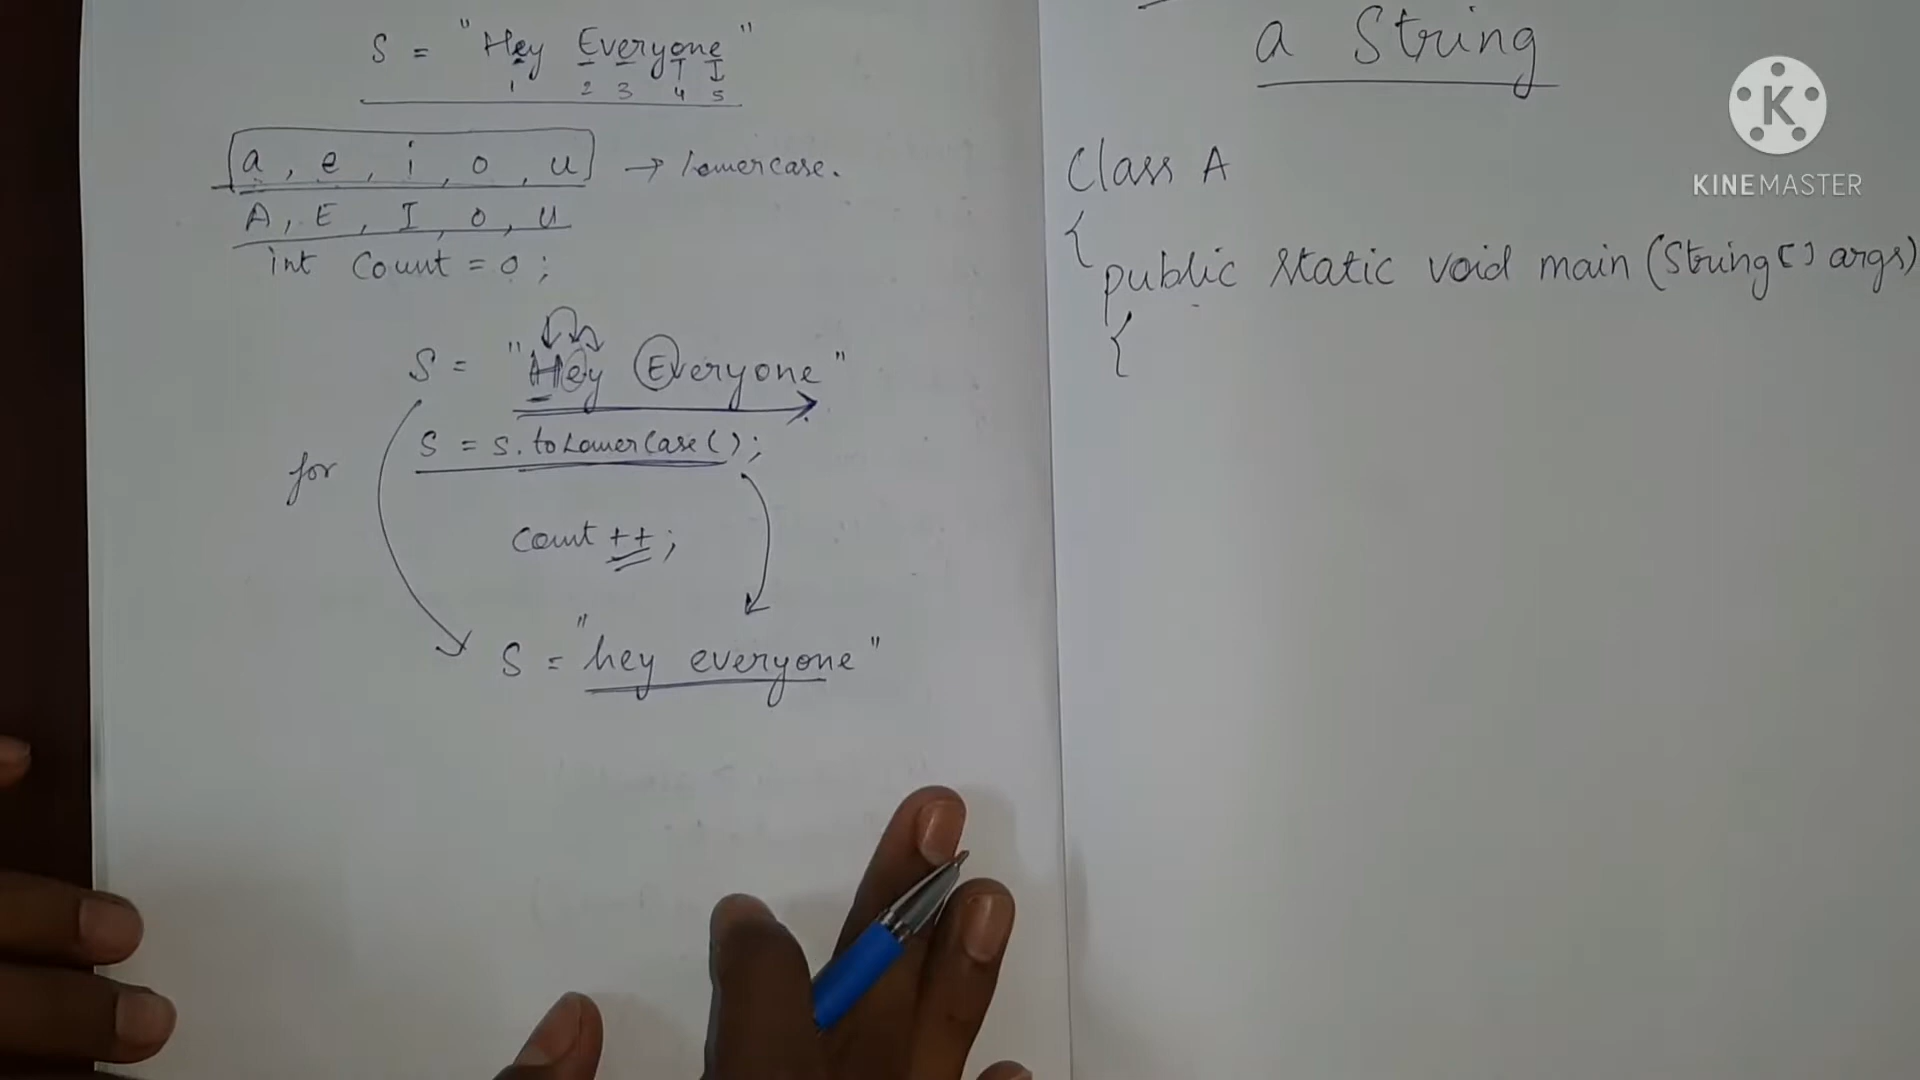 S = "Hey Everyone"
1 2 3 4 5
a, e, i, o, u → Lowercase.
A, E, I, O, U
int Count = 0;
S = "Hey Everyone"
S = s.toLowerCase();
for
Count ++;
S = "hey everyone"
a String
Class A
{
public static void main (String[] args)
{
K
KINEMASTER